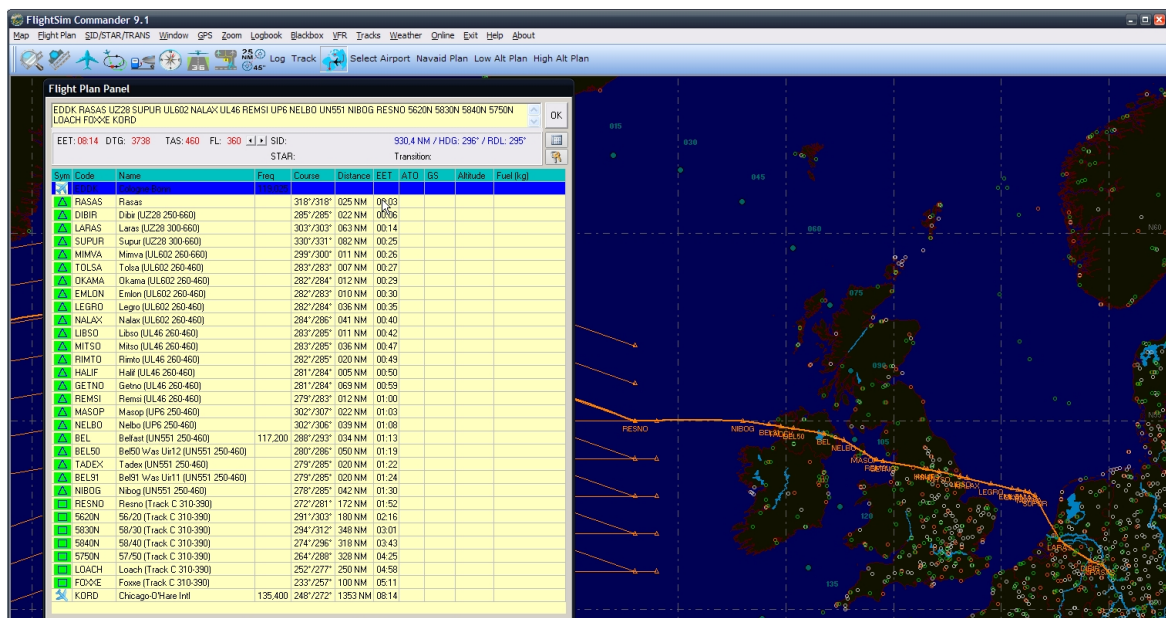 FlightSim Commander 9.1
Map Flight Plan SID/STAR/TRANS Window GPS Zoom Logbook Blackbox VFR Tracks Weather Online Exit Help About
25 NM 45° Log Track Select Airport Navaid Plan Low Alt Plan High Alt Plan
Flight Plan Panel
EDDK RASAS UZ28 SUPUR UL602 NALAX UL46 REMSI UP6 NELBO UN551 NIBOG RESNO 5620N 5830N 5840N 5750N
LOACH FOXXE KORD
OK
EET: 08:14 DTG: 3738 TAS: 460 FL: 360 SID: 930,4 NM / HDG: 296° / RDL: 295°
STAR: Transition:
Sym Code Name Freq Course Distance EET ATO GS Altitude Fuel (kg)
EDDK
RASAS Rasas 318°/318° 025 NM 00:03
DIBIR Dibir (UZ28 250-660) 285°/285° 022 NM 00:06
LARAS Laras (UZ28 300-660) 303°/303° 063 NM 00:14
SUPUR Supur (UZ28 300-660) 330°/331° 082 NM 00:25
MIMVA Mimva (UL602 260-660) 299°/300° 011 NM 00:26
TOLSA Tolsa (UL602 260-460) 283°/283° 007 NM 00:27
OKAMA Okama (UL602 260-460) 282°/284° 012 NM 00:29
EMLON Emlon (UL602 260-460) 282°/283° 010 NM 00:30
LEGRO Legro (UL602 260-460) 282°/284° 036 NM 00:35
NALAX Nalax (UL602 260-460) 284°/286° 041 NM 00:40
LIBSO Libso (UL46 260-460) 283°/285° 011 NM 00:42
MITSO Mitso (UL46 260-460) 283°/285° 036 NM 00:47
RIMTO Rimto (UL46 260-460) 282°/285° 020 NM 00:49
HALIF Halif (UL46 260-460) 281°/284° 005 NM 00:50
GETNO Getno (UL46 260-460) 281°/284° 069 NM 00:59
REMSI Remsi (UL46 260-460) 279°/283° 012 NM 01:00
MASOP Masop (UP6 250-460) 302°/307° 022 NM 01:03
NELBO Nelbo (UP6 250-460) 302°/306° 039 NM 01:08
BEL Belfast (UN551 250-460) 117,200 288°/293° 034 NM 01:13
BEL50 Bel50 Was Uir12 (UN551 250-460) 280°/286° 050 NM 01:19
TADEX Tadex (UN551 250-460) 279°/285° 020 NM 01:22
BEL91 Bel91 Was Uir11 (UN551 250-460) 279°/285° 020 NM 01:24
NIBOG Nibog (UN551 250-460) 278°/285° 042 NM 01:30
RESNO Resno (Track C 310-390) 272°/281° 172 NM 01:52
5620N 56/20 (Track C 310-390) 291°/303° 180 NM 02:16
5830N 58/30 (Track C 310-390) 294°/312° 348 NM 03:01
5840N 58/40 (Track C 310-390) 274°/296° 318 NM 03:43
5750N 57/50 (Track C 310-390) 264°/288° 328 NM 04:25
LOACH Loach (Track C 310-390) 252°/277° 250 NM 04:58
FOXXE Foxxe (Track C 310-390) 233°/257° 100 NM 05:11
KORD Chicago-O'Hare Intl 135,400 248°/272° 1353 NM 08:14
015
030
045
060
N60
075
090
RESNO NIBOG BEL50 BEL
NELBO
105
MASOP
LEGRO
SUPUR
120
LARAS
DIBIR
135